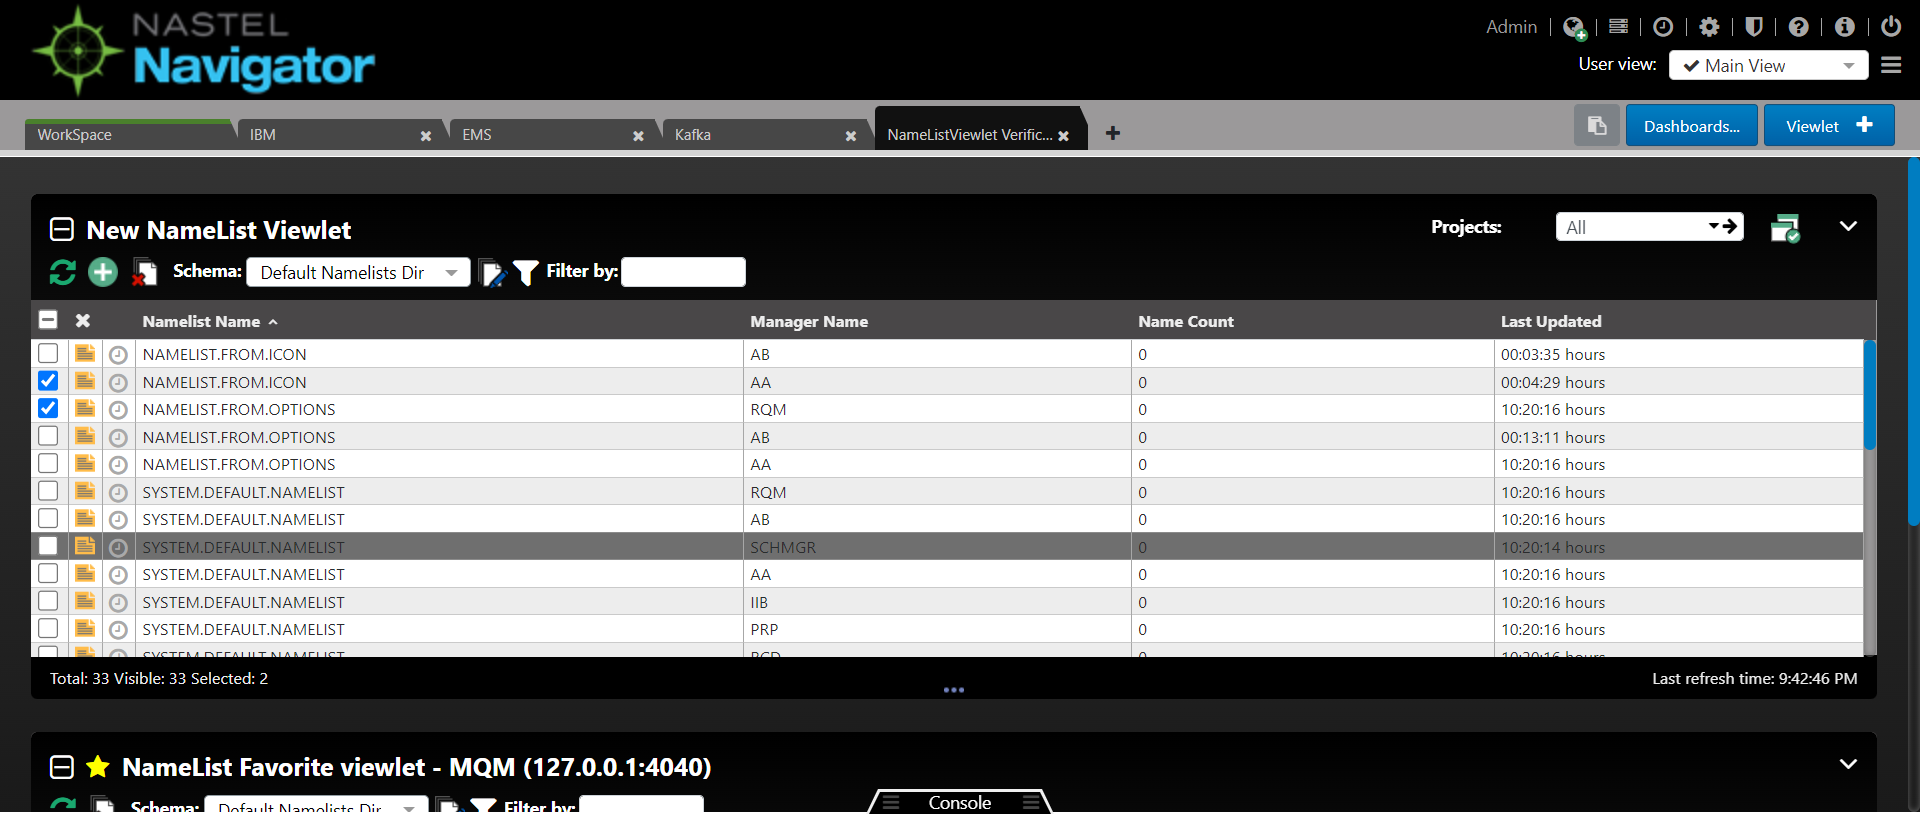 NASTEL
Navigator
Admin
User view: Main View
WorkSpace IBM EMS Kafka NameListViewlet Verific...
Dashboards... Viewlet
New NameList Viewlet
Projects: All
Schema: Default Namelists Dir Filter by:
Namelist Name Manager Name Name Count Last Updated
NAMELIST.FROM.ICON AB 0 00:03:35 hours
NAMELIST.FROM.ICON AA 0 00:04:29 hours
NAMELIST.FROM.OPTIONS RQM 0 10:20:16 hours
NAMELIST.FROM.OPTIONS AB 0 00:13:11 hours
NAMELIST.FROM.OPTIONS AA 0 10:20:16 hours
SYSTEM.DEFAULT.NAMELIST RQM 0 10:20:16 hours
SYSTEM.DEFAULT.NAMELIST AB 0 10:20:16 hours
SYSTEM.DEFAULT.NAMELIST SCHMGR 0 10:20:14 hours
SYSTEM.DEFAULT.NAMELIST AA 0 10:20:16 hours
SYSTEM.DEFAULT.NAMELIST IIB 0 10:20:16 hours
SYSTEM.DEFAULT.NAMELIST PRP 0 10:20:16 hours
SYSTEM.DEFAULT.NAMELIST 0 10:20:16 hours
Total: 33 Visible: 33 Selected: 2
Last refresh time: 9:42:46 PM
NameList Favorite viewlet - MQM (127.0.0.1:4040)
Schema: Default Namelists Dir Filter by:
Console